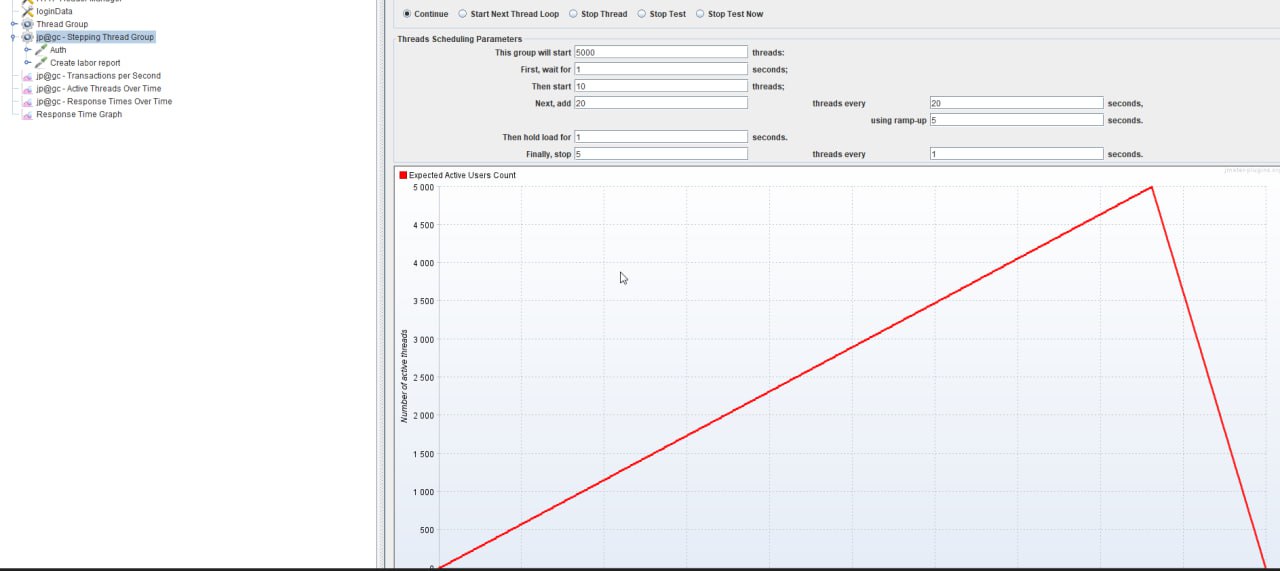 loginData
Thread Group
jp@gc - Stepping Thread Group
Auth
Create labor report
jp@gc - Transactions per Second
jp@gc - Active Threads Over Time
jp@gc - Response Times Over Time
Response Time Graph
Continue Start Next Thread Loop Stop Thread Stop Test Stop Test Now
Threads Scheduling Parameters
This group will start 5000 threads:
First, wait for 1 seconds;
Then start 10 threads;
Next, add 20 threads every 20 seconds,
using ramp-up 5 seconds.
Then hold load for 1 seconds.
Finally, stop 5 threads every 1 seconds.
Expected Active Users Count
5 000
4 500
4 000
3 500
3 000
2 500
2 000
1 500
1 000
500
0
Number of active threads